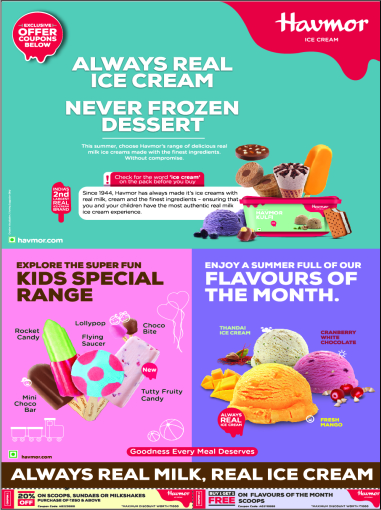 EXCLUSIVE
OFFER
COUPONS
BELOW
Havmor
ICE CREAM
ALWAYS REAL
ICE CREAM
NEVER FROZEN
DESSERT
This summer, choose Havmor's range of delicious real
milk ice creams made with the finest ingredients.
Without compromise.
Check for the word 'ice cream'
on the pack before you buy
INDIA'S
2nd
REAL
BRAND
Since 1944, Havmor has always made it's ice creams with
real milk, cream and the finest ingredients – ensuring that
you and your children have the most authentic real milk
ice cream experience.
havmor.com
EXPLORE THE SUPER FUN
KIDS SPECIAL
RANGE
Rocket
Candy
Lollypop
Flying
Saucer
Choco
Bite
New
Mini
Choco
Bar
Tutty Fruity
Candy
havmor.com
ENJOY A SUMMER FULL OF OUR
FLAVOURS OF
THE MONTH.
THANDAI
ICE CREAM
CRANBERRY
WHITE
CHOCOLATE
ALWAYS
REAL
FRESH
MANGO
Goodness Every Meal Deserves
ALWAYS REAL MILK, REAL ICE CREAM
20%
OFF
ON SCOOPS, SUNDAES OR MILKSHAKES
Havmor
BUY 1 GET 1
FREE
ON FLAVOURS OF THE MONTH
SCOOPS
Havmor